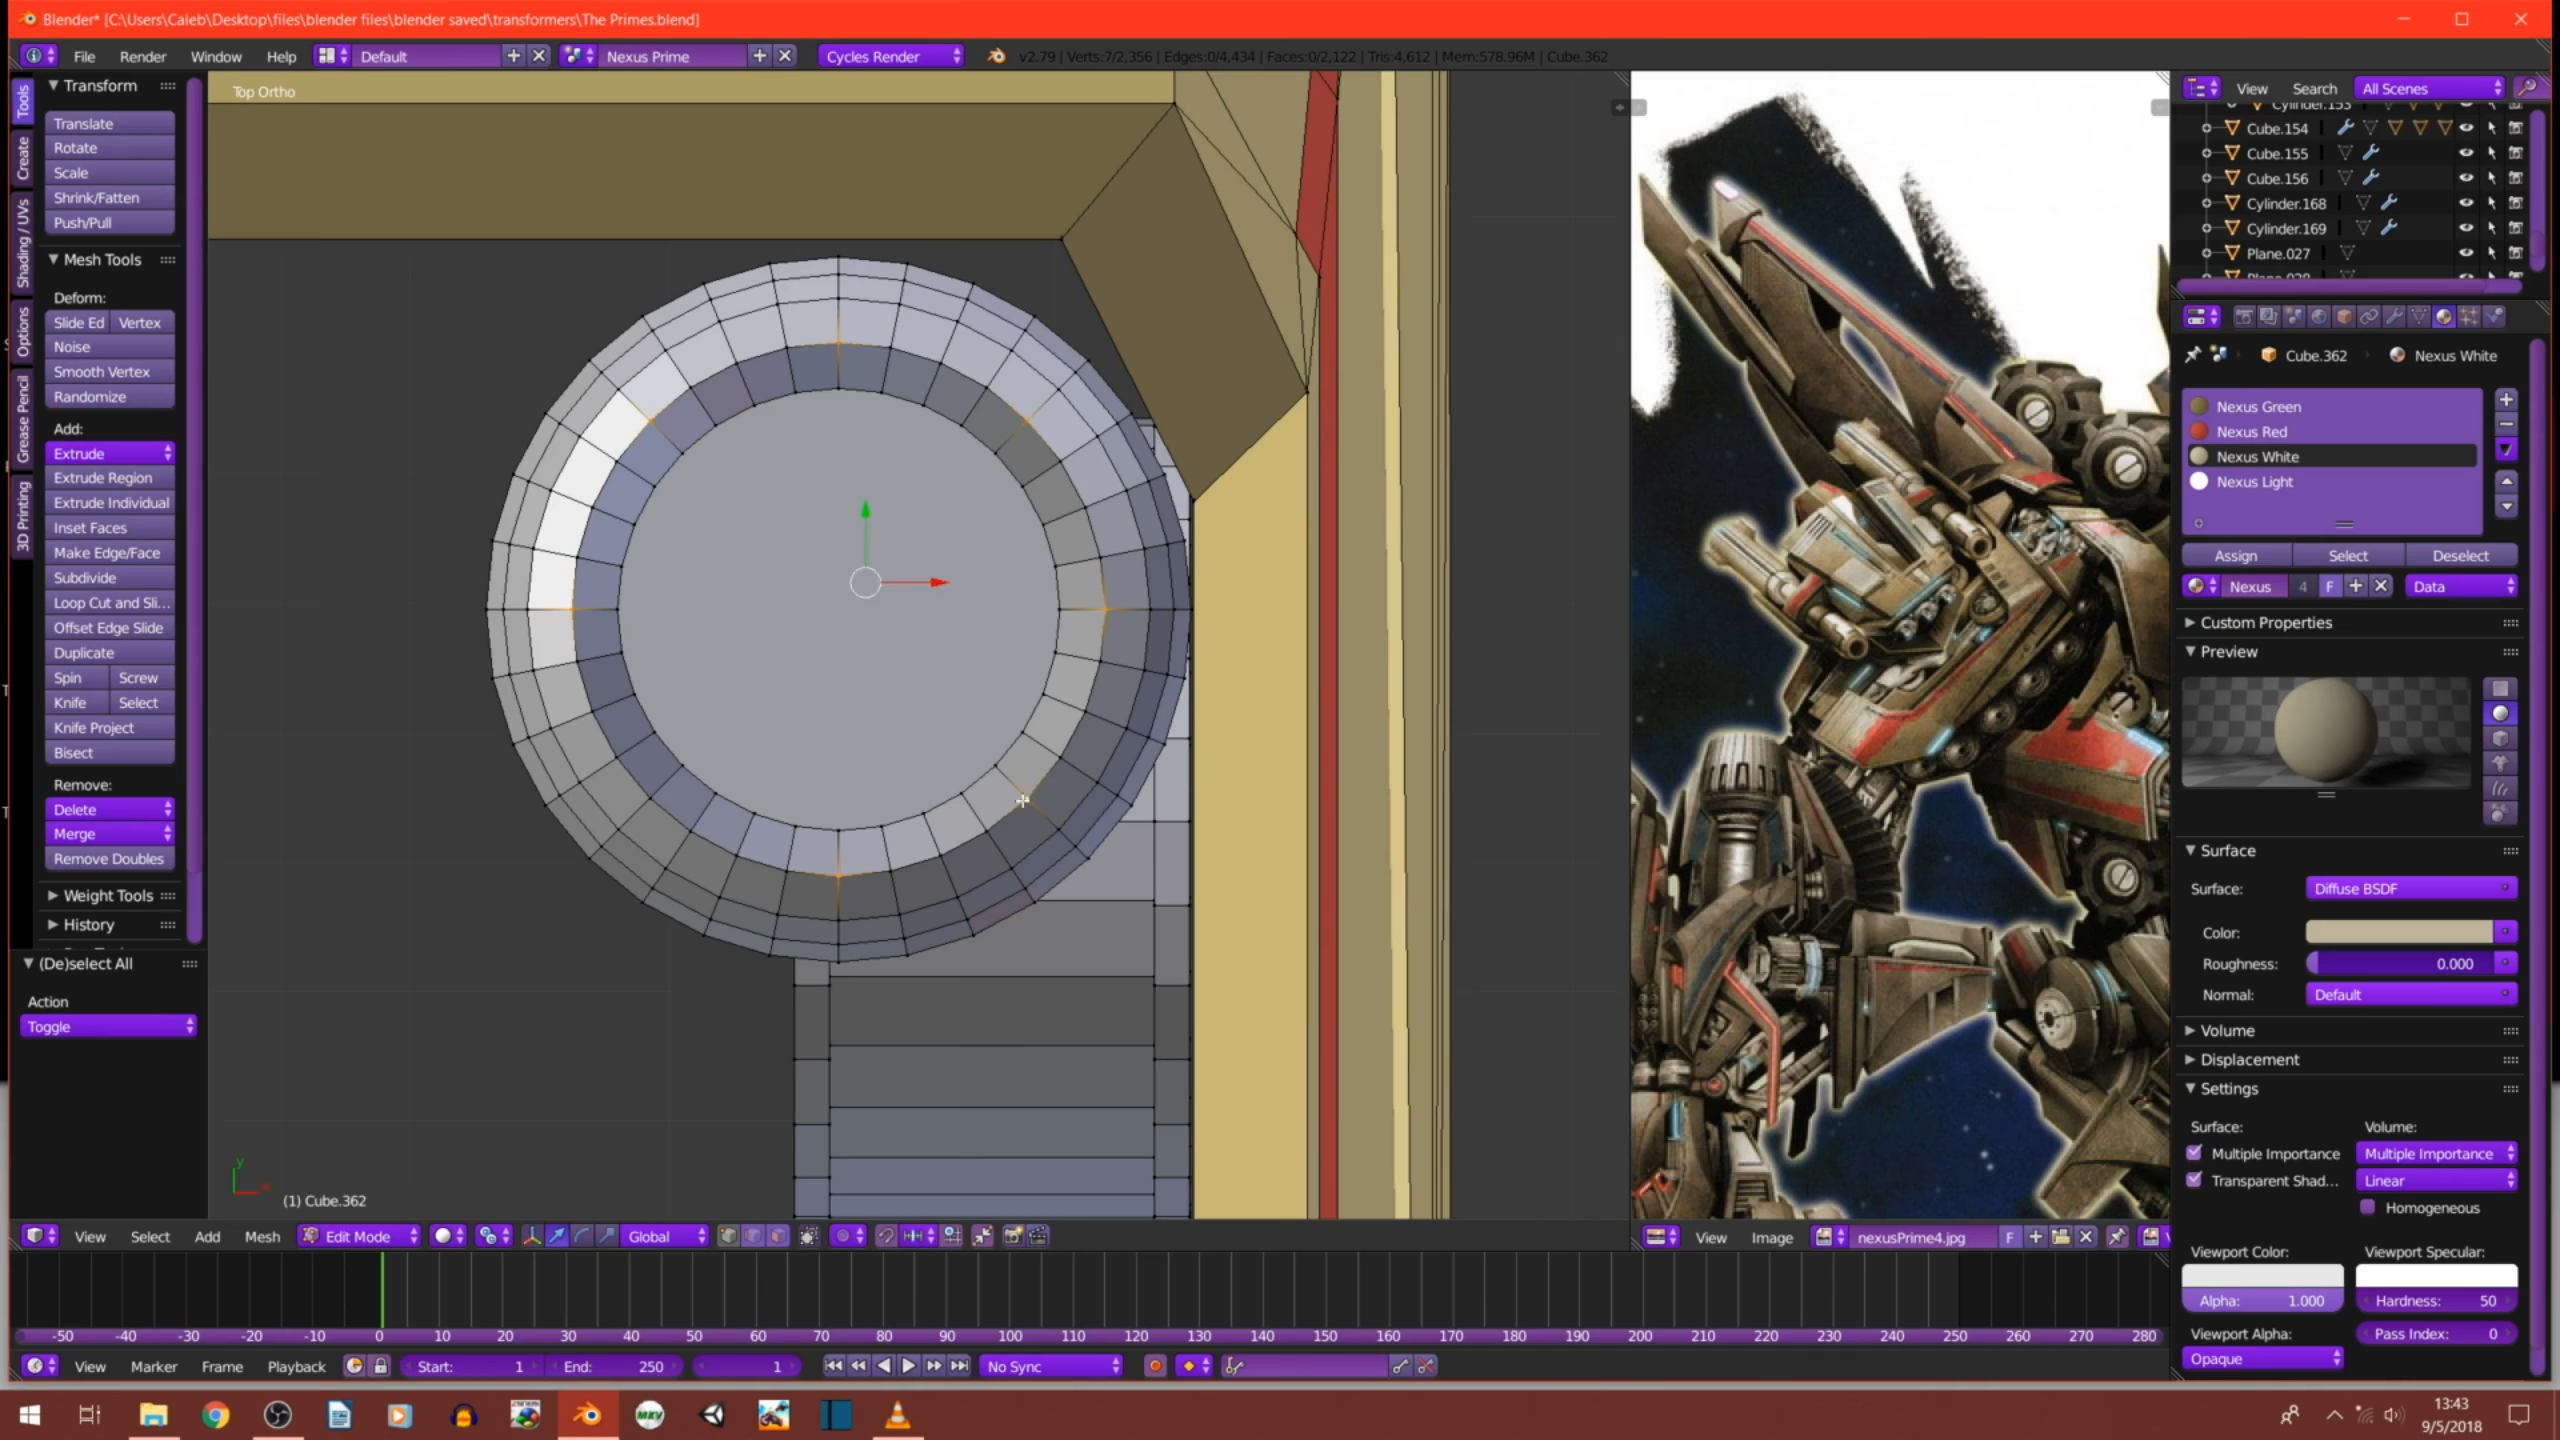 Blender* [C:\Users\Caleb\Desktop\files\blender files\blender saved\transformers\The Primes.blend]
File Render Window Help Default Nexus Prime Cycles Render v2.79 | Verts:7/2,356 | Edges:0/4,434 | Faces:0/2,122 | Tris:4,612 | Mem:578.96M | Cube.362
Tools
Create
Shading / UVs
Options
Grease Pencil
3D Printing
Transform
Translate
Rotate
Scale
Shrink/Fatten
Push/Pull
Mesh Tools
Deform:
Slide Ed Vertex
Noise
Smooth Vertex
Randomize
Add:
Extrude
Extrude Region
Extrude Individual
Inset Faces
Make Edge/Face
Subdivide
Loop Cut and Sli...
Offset Edge Slide
Duplicate
Spin Screw
Knife Select
Knife Project
Bisect
Remove:
Delete
Merge
Remove Doubles
Weight Tools
History
(De)select All
Action
Toggle
Top Ortho
y
(1) Cube.362
View Select Add Mesh Edit Mode Global
View Image nexusPrime4.jpg F
View Search All Scenes
Cylinder.153
Cube.154
Cube.155
Cube.156
Cylinder.168
Cylinder.169
Plane.027
Cube.362 Nexus White
Nexus Green
Nexus Red
Nexus White
Nexus Light
Assign Select Deselect
Nexus 4 F Data
Custom Properties
Preview
Surface
Surface: Diffuse BSDF
Color:
Roughness: 0.000
Normal: Default
Volume
Displacement
Settings
Surface: Volume:
Multiple Importance Multiple Importance
Transparent Shad... Linear
Homogeneous
Viewport Color: Viewport Specular:
Alpha: 1.000 Hardness: 50
Viewport Alpha: Pass Index: 0
Opaque
-50 -40 -30 -20 -10 0 10 20 30 40 50 60 70 80 90 100 110 120 130 140 150 160 170 180 190 200 210 220 230 240 250 260 270 280
View Marker Frame Playback Start: 1 End: 250 1 No Sync
MKV
13:43
9/5/2018